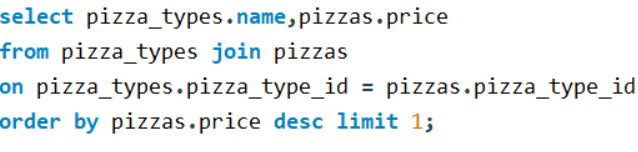 select pizza_types.name,pizzas.price
from pizza_types join pizzas
on pizza_types.pizza_type_id = pizzas.pizza_type_id
order by pizzas.price desc limit 1;